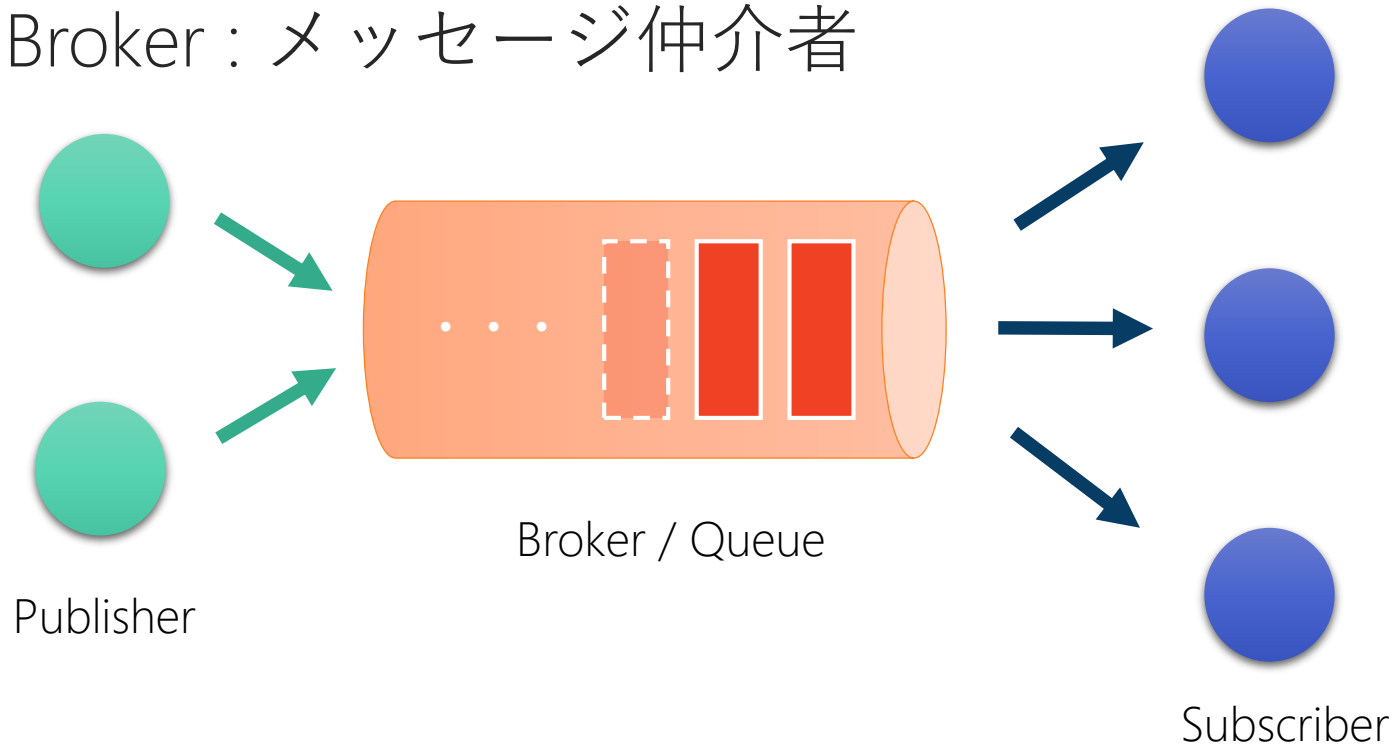 Broker : メッセージ仲介者
Broker / Queue
Publisher
Subscriber